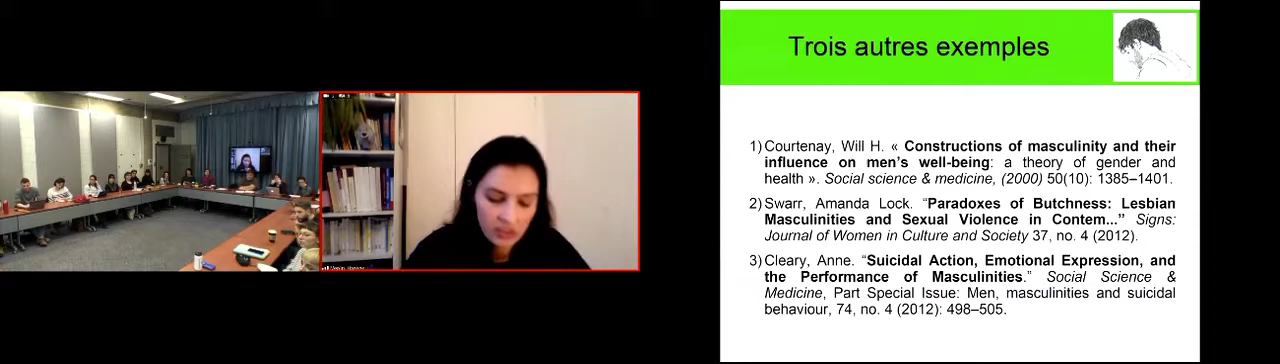 Trois autres exemples
1) Courtenay, Will H. « Constructions of masculinity and their
influence on men's well-being: a theory of gender and
health ». Social science & medicine, (2000) 50(10): 1385–1401.
2) Swarr, Amanda Lock. “Paradoxes of Butchness: Lesbian
Masculinities and Sexual Violence in Contem...” Signs:
Journal of Women in Culture and Society 37, no. 4 (2012).
3) Cleary, Anne. “Suicidal Action, Emotional Expression, and
the Performance of Masculinities.” Social Science &
Medicine, Part Special Issue: Men, masculinities and suicidal
behaviour, 74, no. 4 (2012): 498–505.